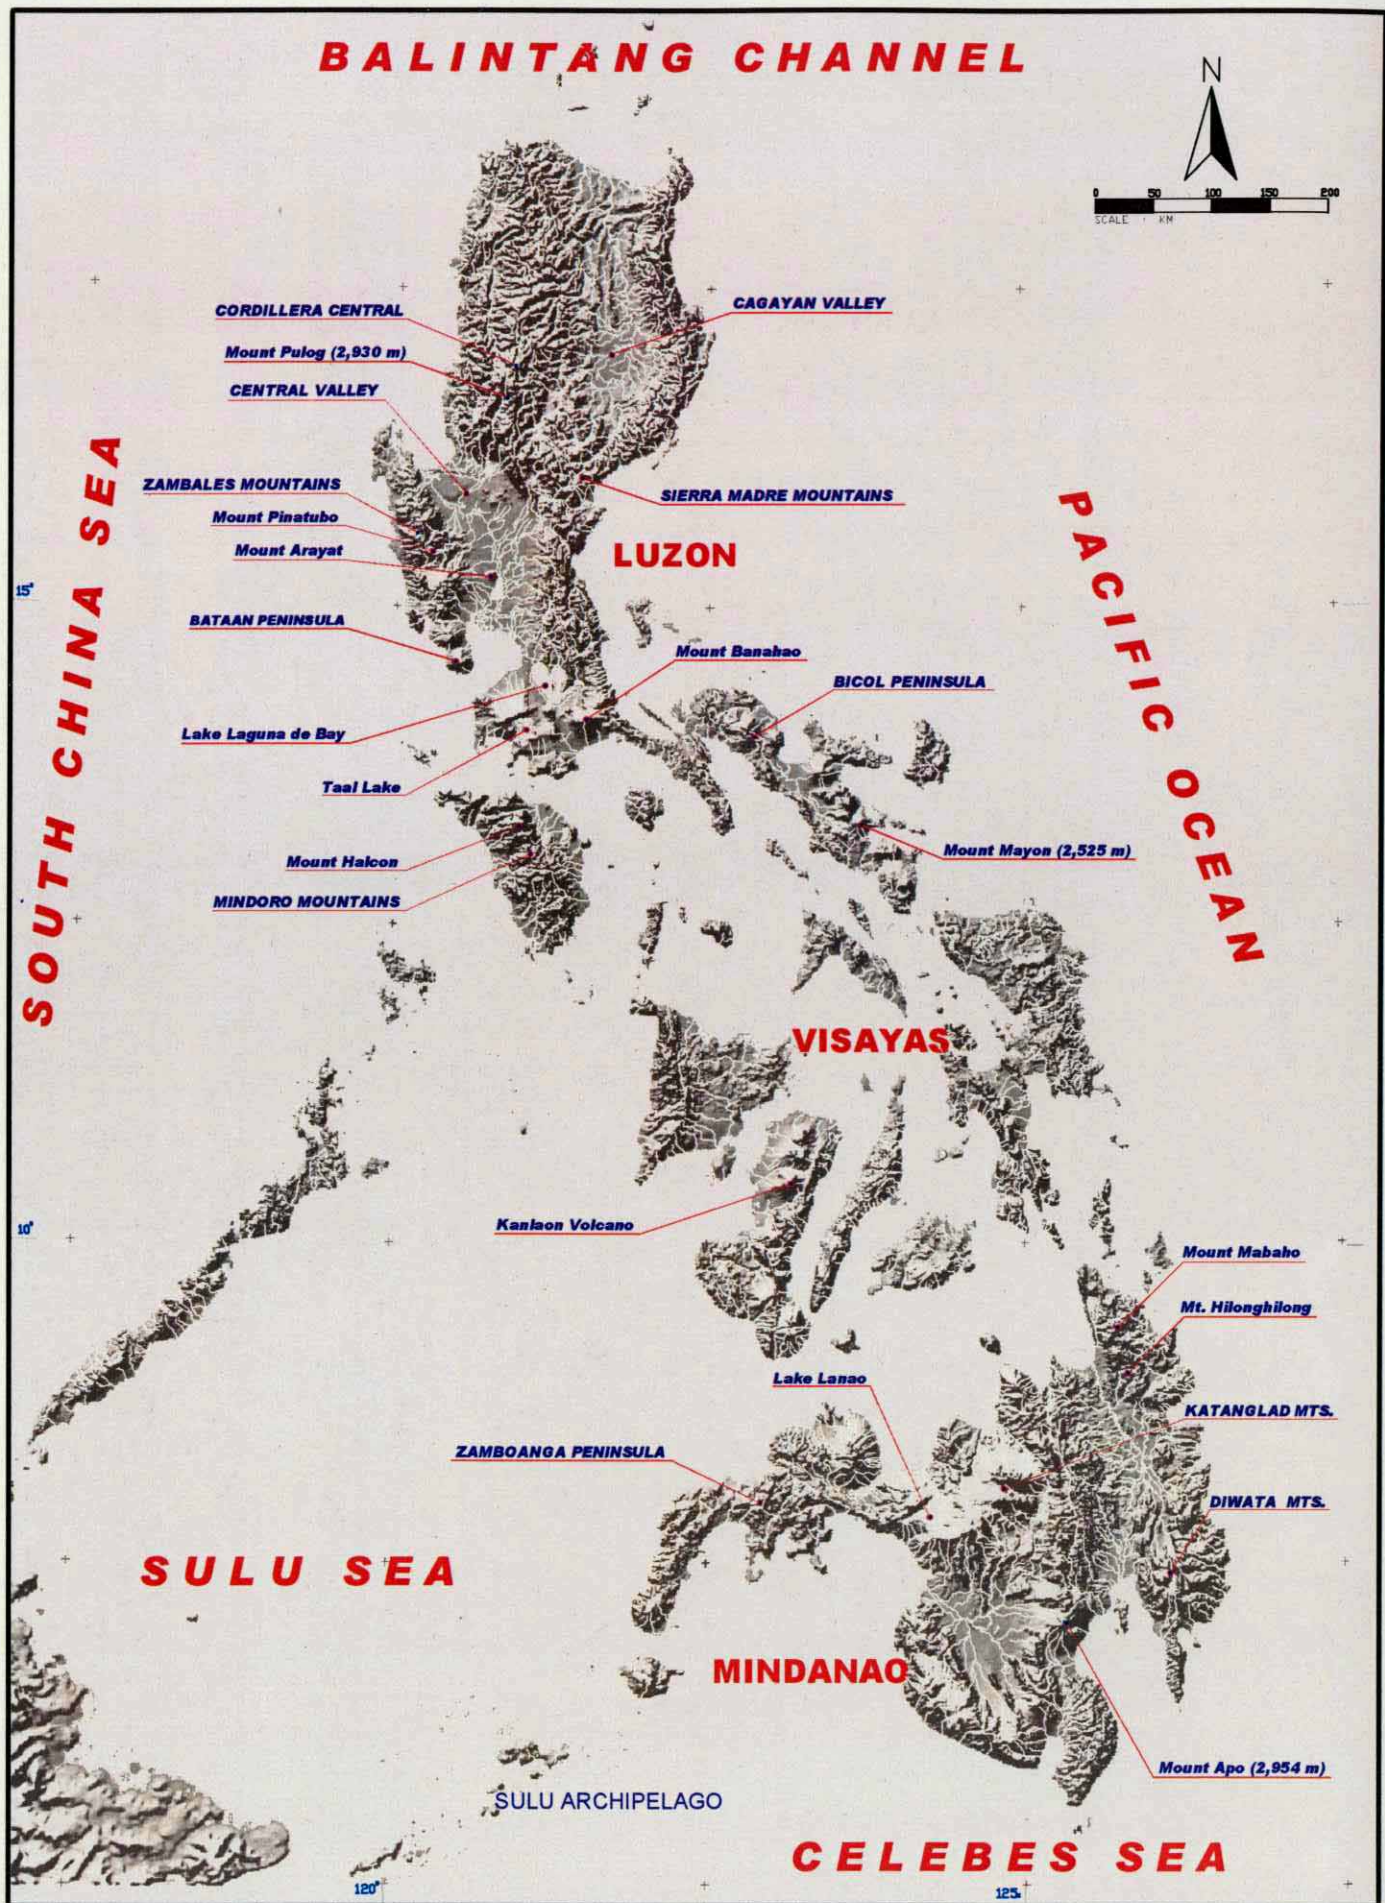 BALINTANG CHANNEL
N
0 50 100 150 200
SCALE : KM
CORDILLERA CENTRAL
CAGAYAN VALLEY
Mount Pulog (2,930 m)
CENTRAL VALLEY
ZAMBALES MOUNTAINS
SIERRA MADRE MOUNTAINS
Mount Pinatubo
Mount Arayat
LUZON
SOUTH CHINA SEA
PACIFIC OCEAN
15°
BATAAN PENINSULA
Mount Banahao
BICOL PENINSULA
Lake Laguna de Bay
Taal Lake
Mount Halcon
Mount Mayon (2,525 m)
MINDORO MOUNTAINS
VISAYAS
Kanlaon Volcano
10°
Mount Mabaho
Mt. Hilonghilong
Lake Lanao
KATANGLAD MTS.
ZAMBOANGA PENINSULA
DIWATA MTS.
SULU SEA
MINDANAO
Mount Apo (2,954 m)
SULU ARCHIPELAGO
CELEBES SEA
120°
125°